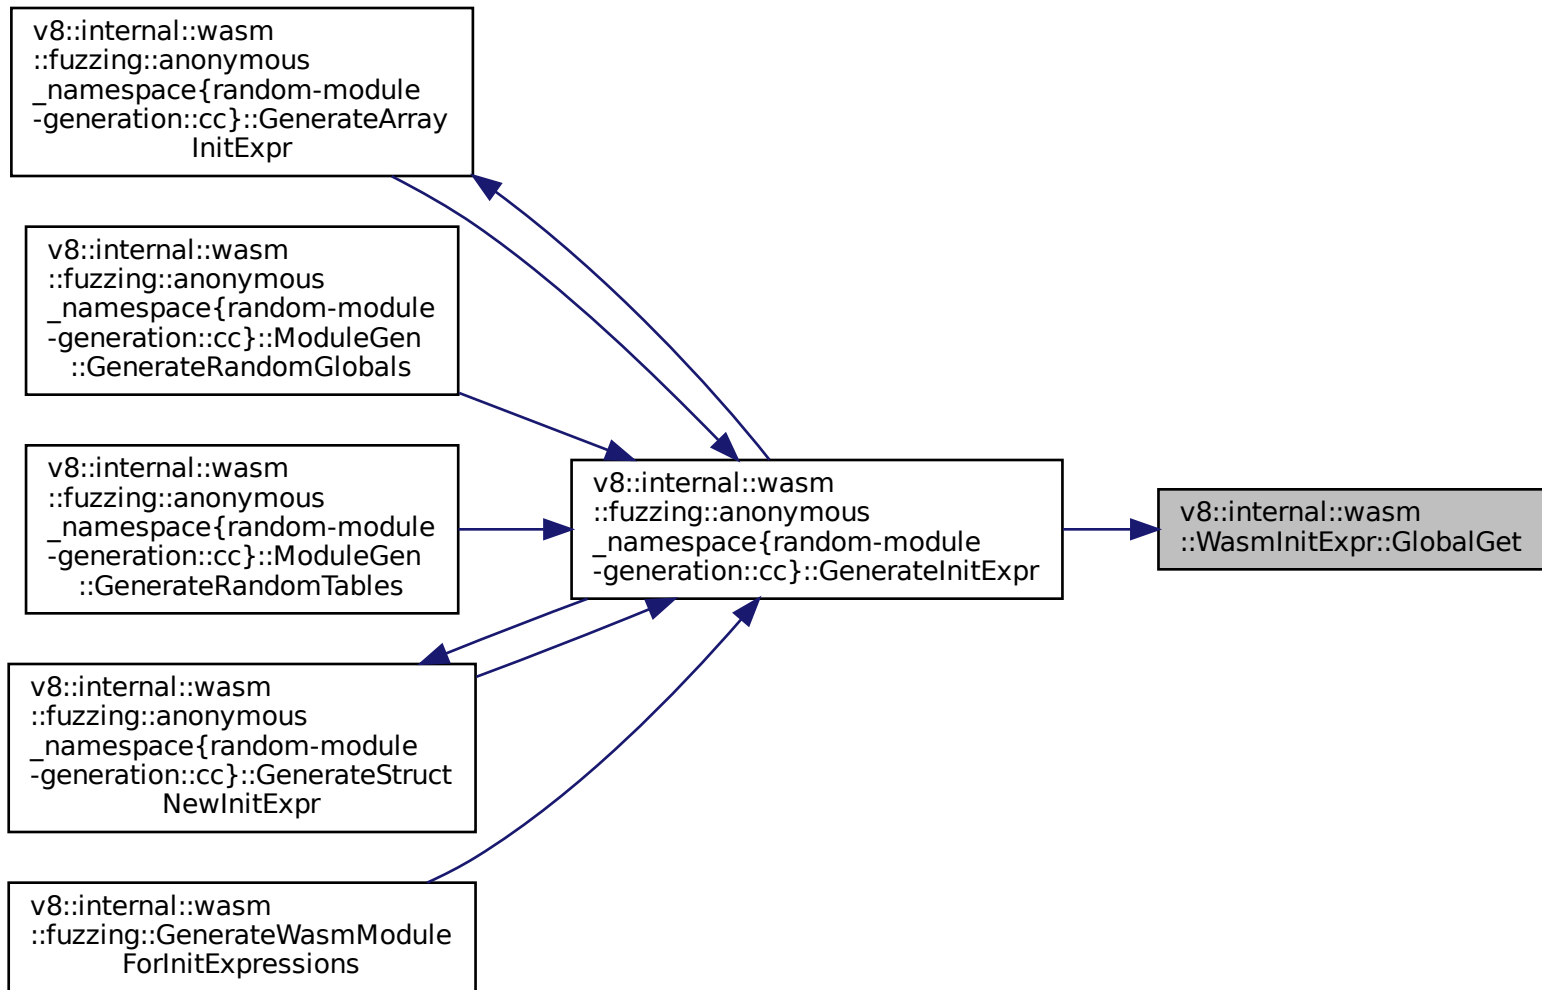 v8::internal::wasm
::fuzzing::anonymous
_namespace{random-module
-generation::cc}::GenerateArray
InitExpr
v8::internal::wasm
::fuzzing::anonymous
_namespace{random-module
-generation::cc}::ModuleGen
::GenerateRandomGlobals
v8::internal::wasm
::fuzzing::anonymous
_namespace{random-module
-generation::cc}::ModuleGen
::GenerateRandomTables
v8::internal::wasm
::fuzzing::anonymous
_namespace{random-module
-generation::cc}::GenerateStruct
NewInitExpr
v8::internal::wasm
::fuzzing::GenerateWasmModule
ForInitExpressions
v8::internal::wasm
::fuzzing::anonymous
_namespace{random-module
-generation::cc}::GenerateInitExpr
v8::internal::wasm
::WasmInitExpr::GlobalGet